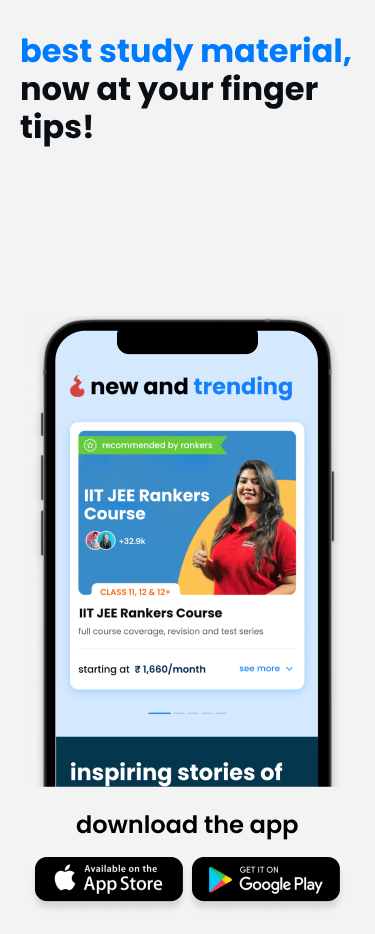 best study material,
now at your finger
tips!
new and trending
recommended by rankers
IIT JEE Rankers
Course
+32.9k
CLASS 11, 12 & 12+
IIT JEE Rankers Course
full course coverage, revision and test series
starting at ₹ 1,660/month
see more
inspiring stories of
download the app
Available on the
App Store
GET IT ON
Google Play